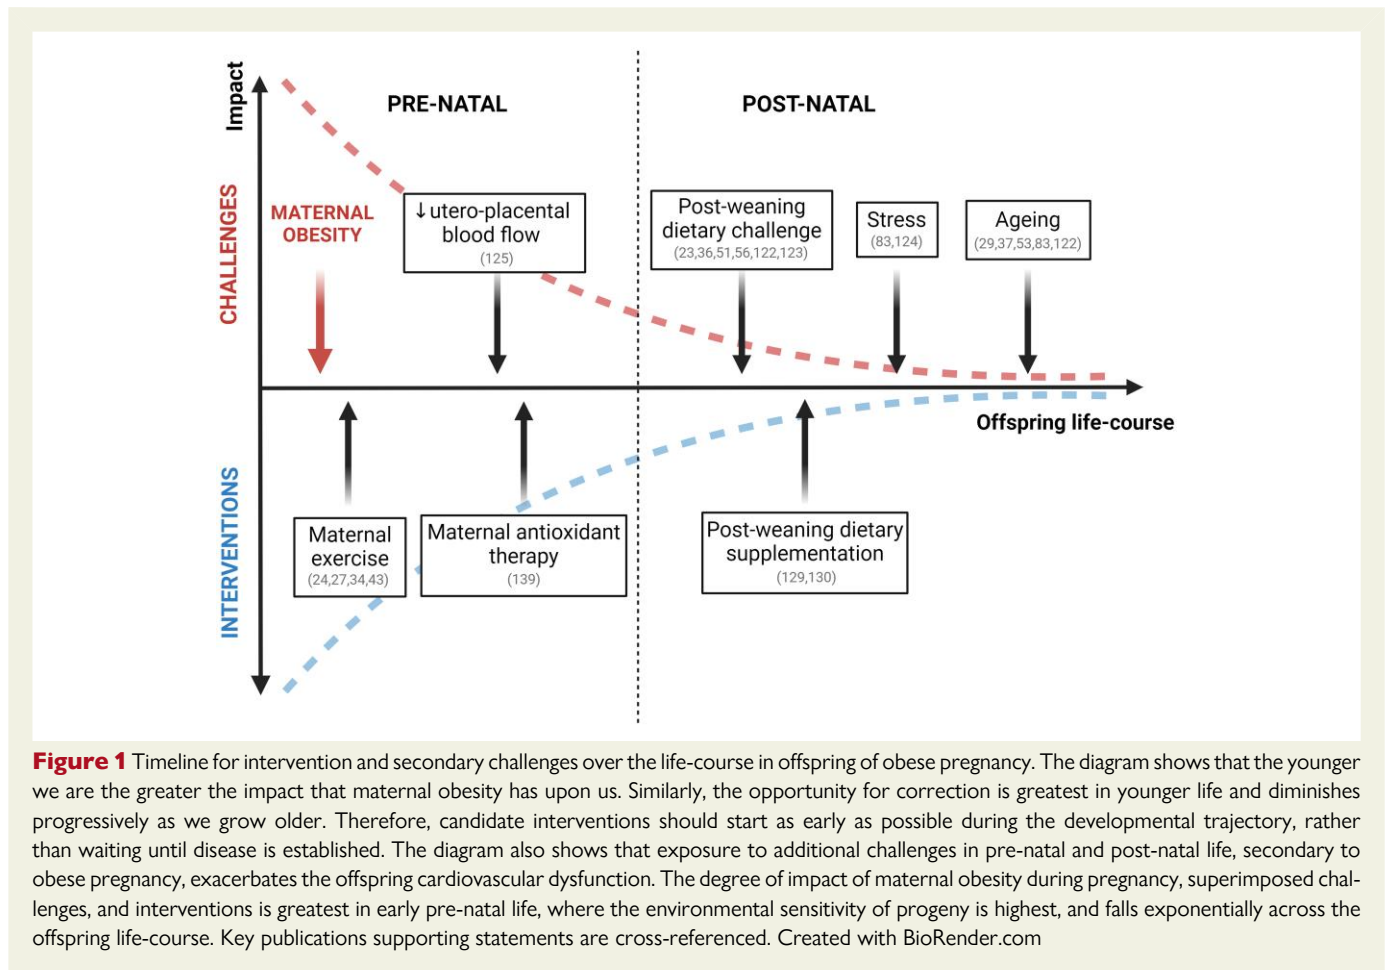 Impact
PRE-NATAL
POST-NATAL
CHALLENGES
MATERNAL
OBESITY
↓utero-placental
blood flow
(125)
Post-weaning
dietary challenge
(23,36,51,56,122,123)
Stress
(83,124)
Ageing
(29,37,53,83,122)
Offspring life-course
INTERVENTIONS
Maternal
exercise
(24,27,34,43)
Maternal antioxidant
therapy
(139)
Post-weaning dietary
supplementation
(129,130)
Figure 1 Timeline for intervention and secondary challenges over the life-course in offspring of obese pregnancy. The diagram shows that the younger
we are the greater the impact that maternal obesity has upon us. Similarly, the opportunity for correction is greatest in younger life and diminishes
progressively as we grow older. Therefore, candidate interventions should start as early as possible during the developmental trajectory, rather
than waiting until disease is established. The diagram also shows that exposure to additional challenges in pre-natal and post-natal life, secondary to
obese pregnancy, exacerbates the offspring cardiovascular dysfunction. The degree of impact of maternal obesity during pregnancy, superimposed chal-
lenges, and interventions is greatest in early pre-natal life, where the environmental sensitivity of progeny is highest, and falls exponentially across the
offspring life-course. Key publications supporting statements are cross-referenced. Created with BioRender.com